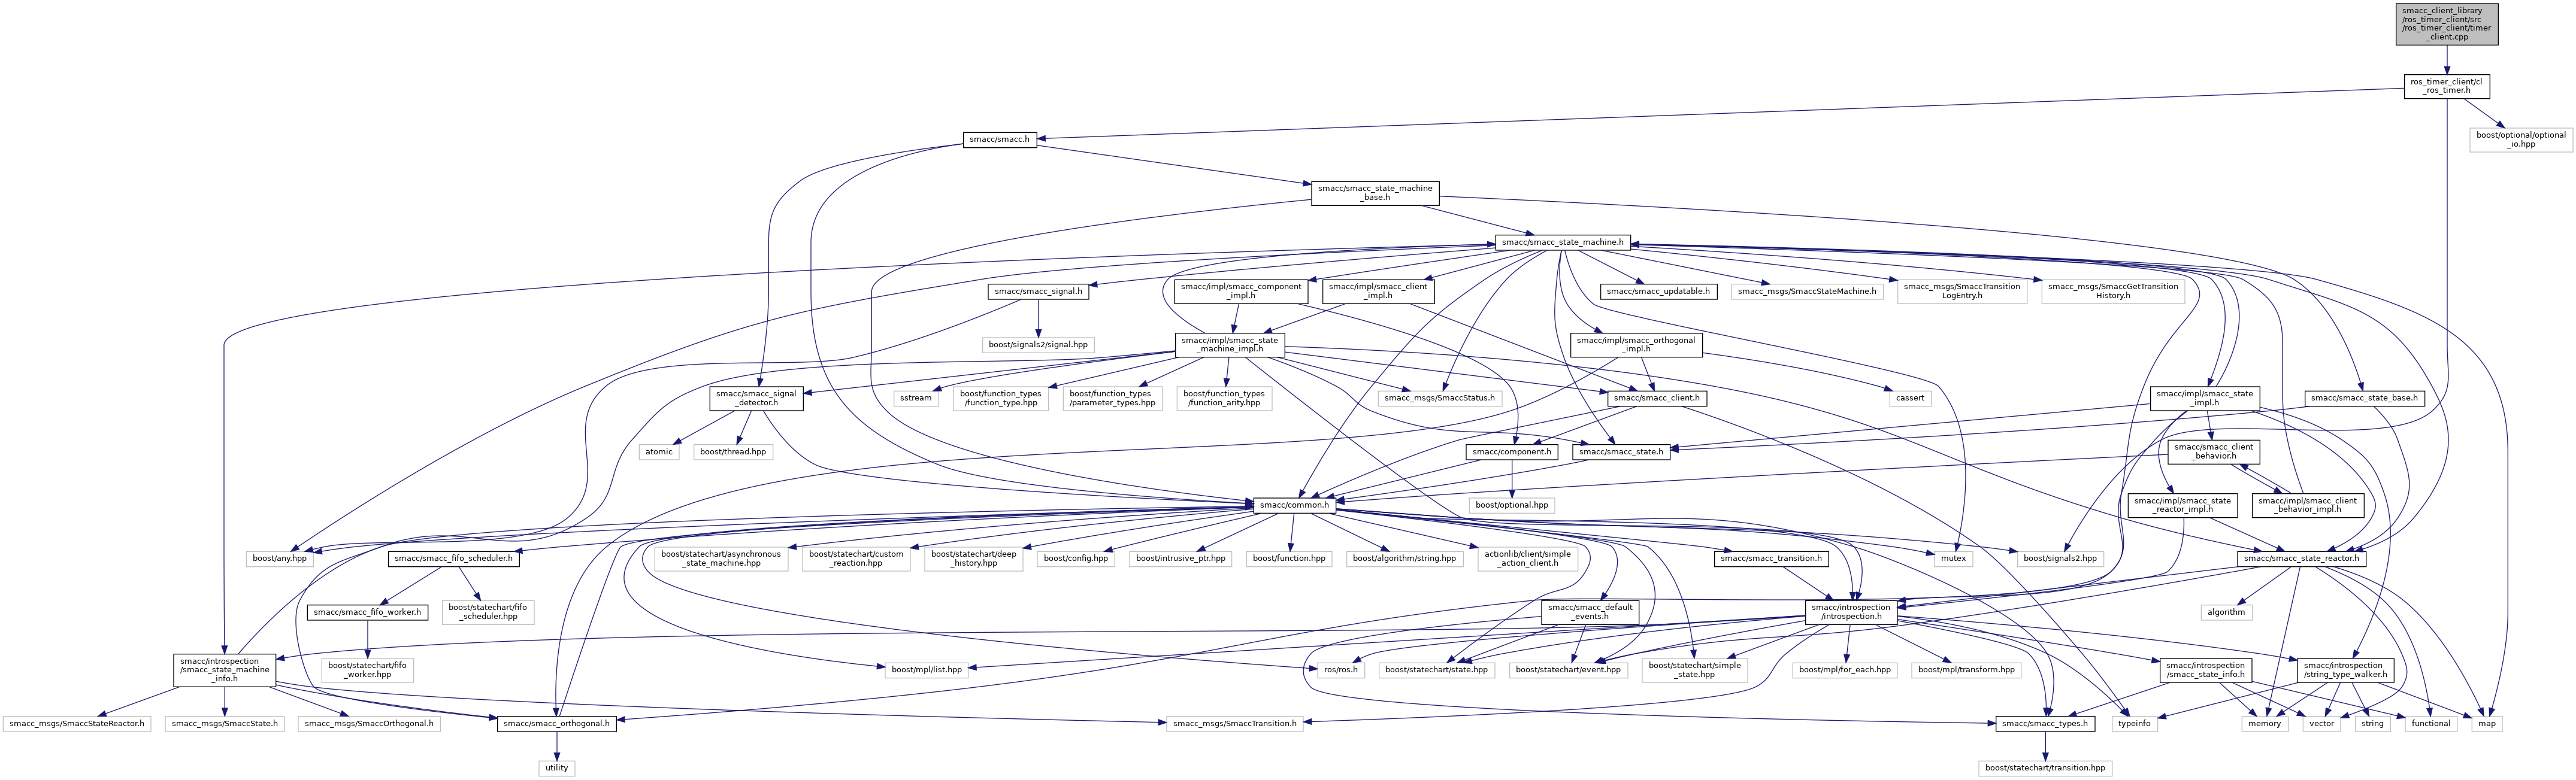 smacc_client_library
/ros_timer_client/src
/ros_timer_client/timer
_client.cpp
ros_timer_client/cl
_ros_timer.h
smacc/smacc.h
boost/optional/optional
_io.hpp
smacc/smacc_state_machine
_base.h
smacc/smacc_state_machine.h
smacc/smacc_signal.h
smacc/impl/smacc_component
_impl.h
smacc/impl/smacc_client
_impl.h
smacc/smacc_updatable.h
smacc_msgs/SmaccStateMachine.h
smacc_msgs/SmaccTransition
LogEntry.h
smacc_msgs/SmaccGetTransition
History.h
boost/signals2/signal.hpp
smacc/impl/smacc_state
_machine_impl.h
smacc/impl/smacc_orthogonal
_impl.h
smacc/smacc_signal
_detector.h
sstream
boost/function_types
/function_type.hpp
boost/function_types
/parameter_types.hpp
boost/function_types
/function_arity.hpp
smacc_msgs/SmaccStatus.h
smacc/smacc_client.h
cassert
smacc/impl/smacc_state
_impl.h
smacc/smacc_state_base.h
atomic
boost/thread.hpp
smacc/component.h
smacc/smacc_state.h
smacc/smacc_client
_behavior.h
smacc/common.h
boost/optional.hpp
smacc/impl/smacc_state
_reactor_impl.h
smacc/impl/smacc_client
_behavior_impl.h
boost/any.hpp
smacc/smacc_fifo_scheduler.h
boost/statechart/asynchronous
_state_machine.hpp
boost/statechart/custom
_reaction.hpp
boost/statechart/deep
_history.hpp
boost/config.hpp
boost/intrusive_ptr.hpp
boost/function.hpp
boost/algorithm/string.hpp
actionlib/client/simple
_action_client.h
smacc/smacc_transition.h
mutex
boost/signals2.hpp
smacc/smacc_state_reactor.h
smacc/smacc_fifo_worker.h
boost/statechart/fifo
_scheduler.hpp
smacc/smacc_default
_events.h
smacc/introspection
/introspection.h
algorithm
smacc/introspection
/smacc_state_machine
_info.h
boost/statechart/fifo
_worker.hpp
boost/mpl/list.hpp
ros/ros.h
boost/statechart/state.hpp
boost/statechart/event.hpp
boost/statechart/simple
_state.hpp
boost/mpl/for_each.hpp
boost/mpl/transform.hpp
smacc/introspection
/smacc_state_info.h
smacc/introspection
/string_type_walker.h
smacc_msgs/SmaccStateReactor.h
smacc_msgs/SmaccState.h
smacc_msgs/SmaccOrthogonal.h
smacc/smacc_orthogonal.h
smacc_msgs/SmaccTransition.h
smacc/smacc_types.h
typeinfo
memory
vector
string
functional
map
utility
boost/statechart/transition.hpp